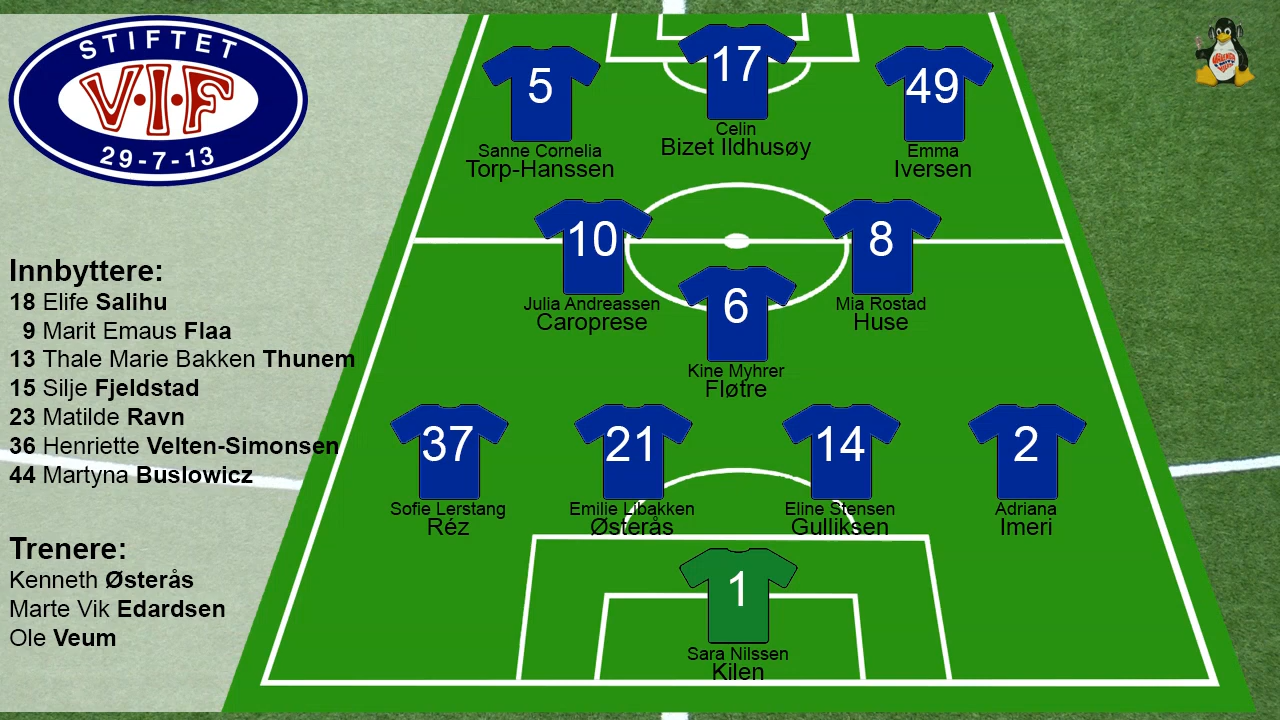 STIFTET
V·I·F
29-7-13
Innbyttere:
18 Elife Salihu
9 Marit Emaus Flaa
13 Thale Marie Bakken Thunem
15 Silje Fjeldstad
23 Matilde Ravn
36 Henriette Velten-Simonsen
44 Martyna Buslowicz
Trenere:
Kenneth Østerås
Marte Vik Edardsen
Ole Veum
5
Sanne Cornelia
Torp-Hanssen
17
Celin
Bizet Ildhusøy
49
Emma
Iversen
10
Julia Andreassen
Caroprese
8
Mia Rostad
Huse
6
Kine Myhrer
Fløtre
37
Sofie Lerstang
Réz
21
Emilie Libakken
Østerås
14
Eline Stensen
Gulliksen
2
Adriana
Imeri
1
Sara Nilssen
Kilen